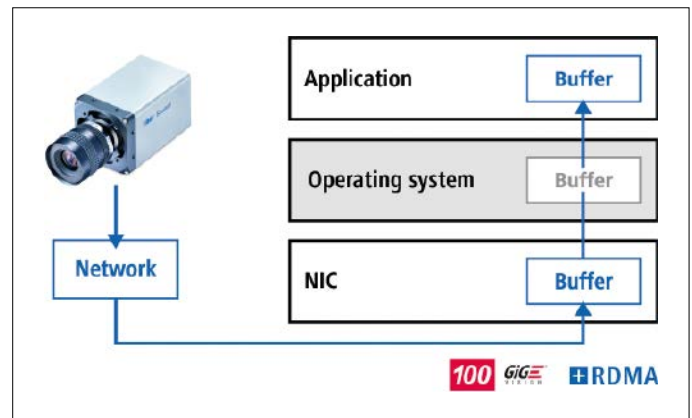 Application
Buffer
Operating system
Buffer
Network
NIC
Buffer
100 GIGE VISION RDMA